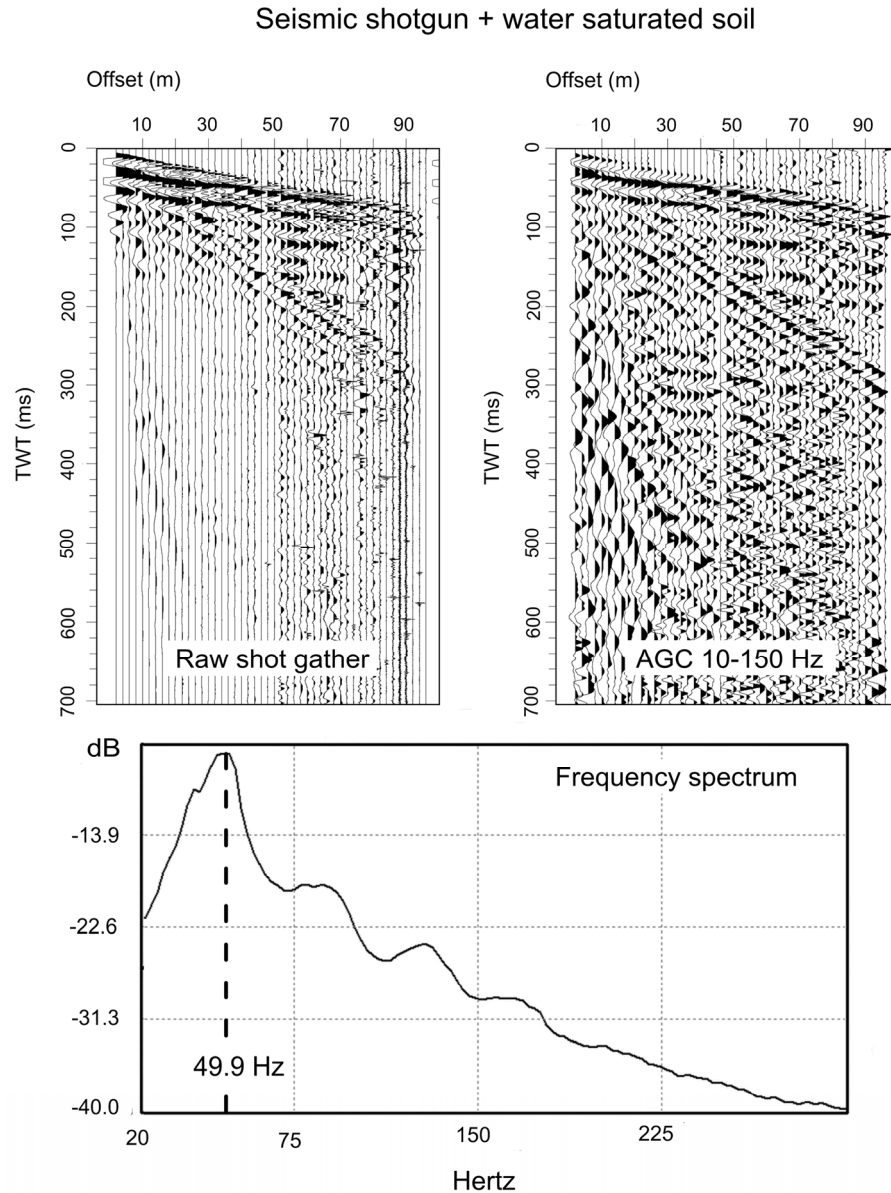 Seismic shotgun + water saturated soil
Offset (m)
10 30 50 70 90
TWT (ms)
0
100
200
300
400
500
600
700
Raw shot gather
Offset (m)
10 30 50 70 90
TWT (ms)
0
100
200
300
400
500
600
700
AGC 10-150 Hz
dB
Frequency spectrum
-13.9
-22.6
-31.3
-40.0
49.9 Hz
20 75 150 225
Hertz